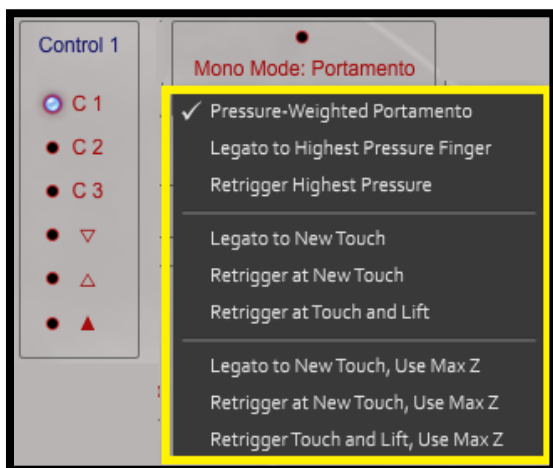 Control 1
C 1
C 2
C 3
Mono Mode: Portamento
✓ Pressure-Weighted Portamento
Legato to Highest Pressure Finger
Retrigger Highest Pressure
Legato to New Touch
Retrigger at New Touch
Retrigger at Touch and Lift
Legato to New Touch, Use Max Z
Retrigger at New Touch, Use Max Z
Retrigger Touch and Lift, Use Max Z